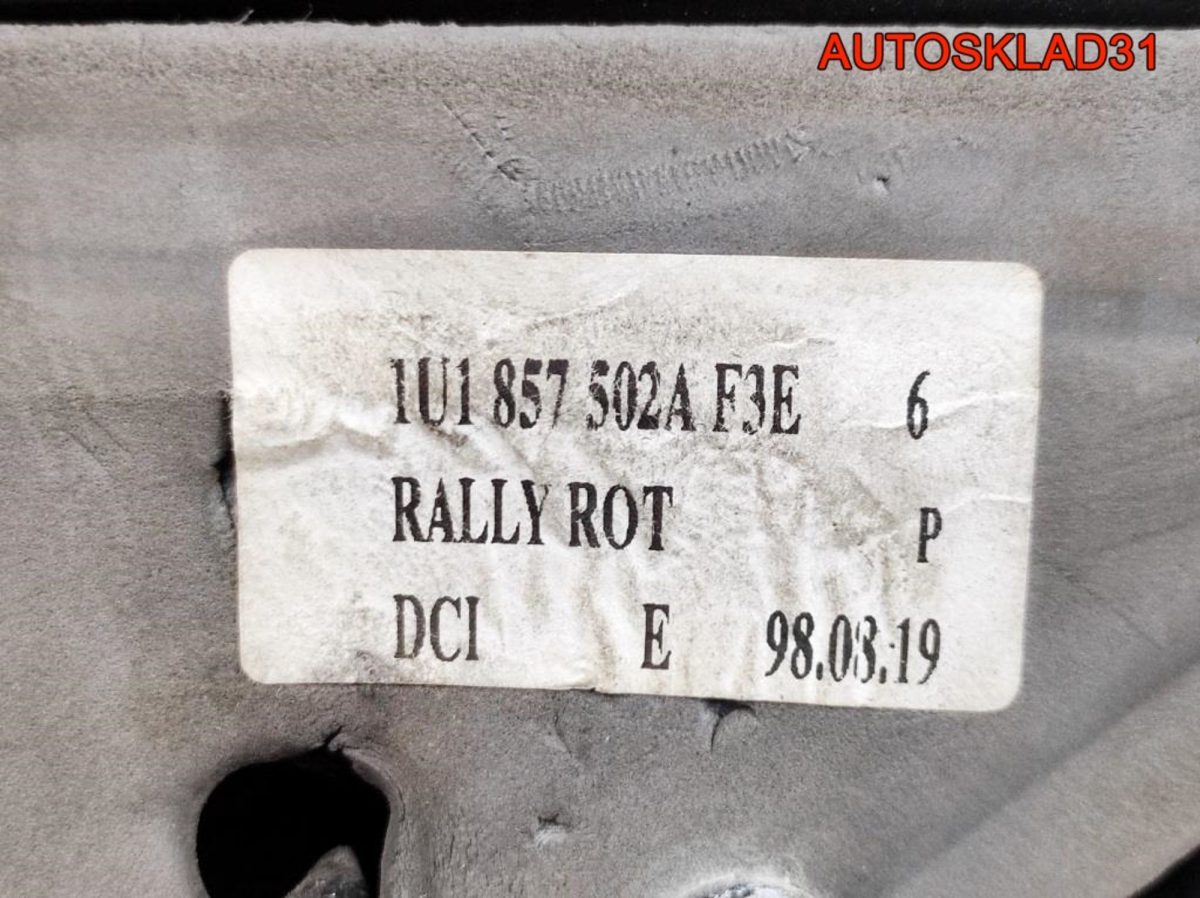 AUTOSKLAD31
1U1 857 502A F3E 6
RALLY ROT P
DCI E 98.03.19